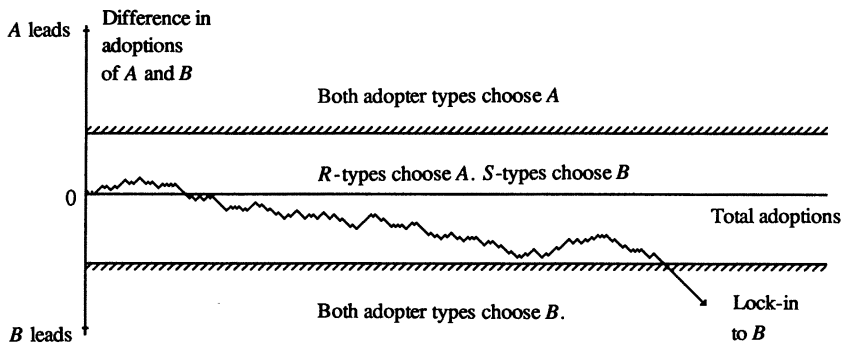 Difference in
A leads
adoptions
of A and B
Both adopter types choose A
R-types choose A. S-types choose B
0
Total adoptions
Both adopter types choose B.
Lock-in
B leads
to B